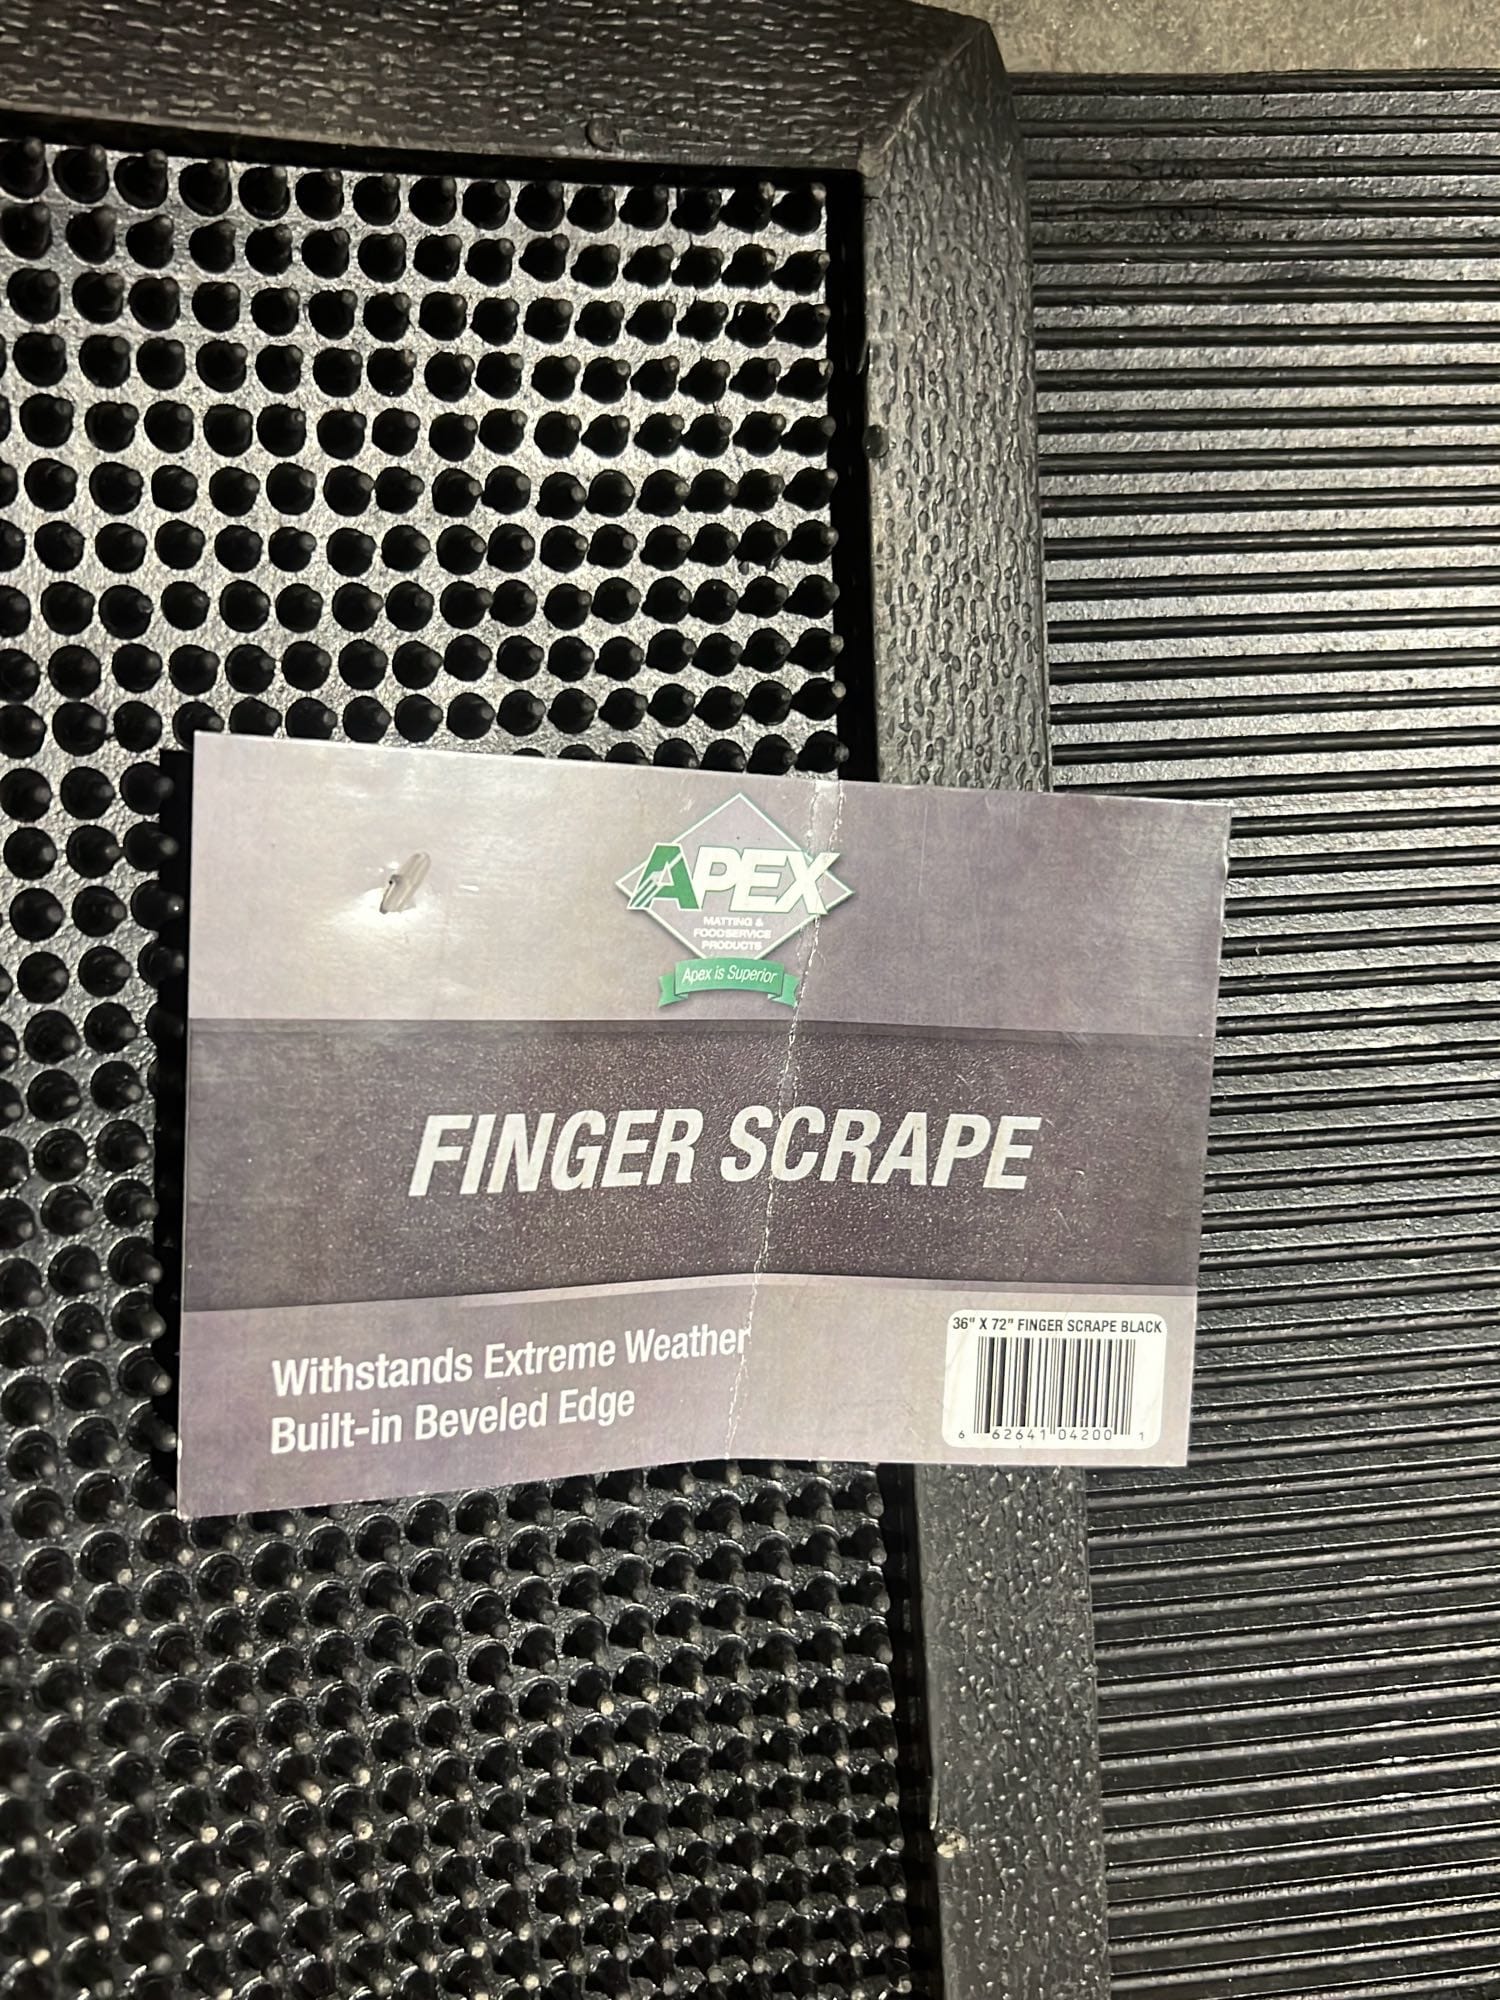 APEX
MATTING &
FOODSERVICE
PRODUCTS
Apex is Superior
FINGER SCRAPE
Withstands Extreme Weather
Built-in Beveled Edge
36" X 72" FINGER SCRAPE BLACK
6 62641 04200 1